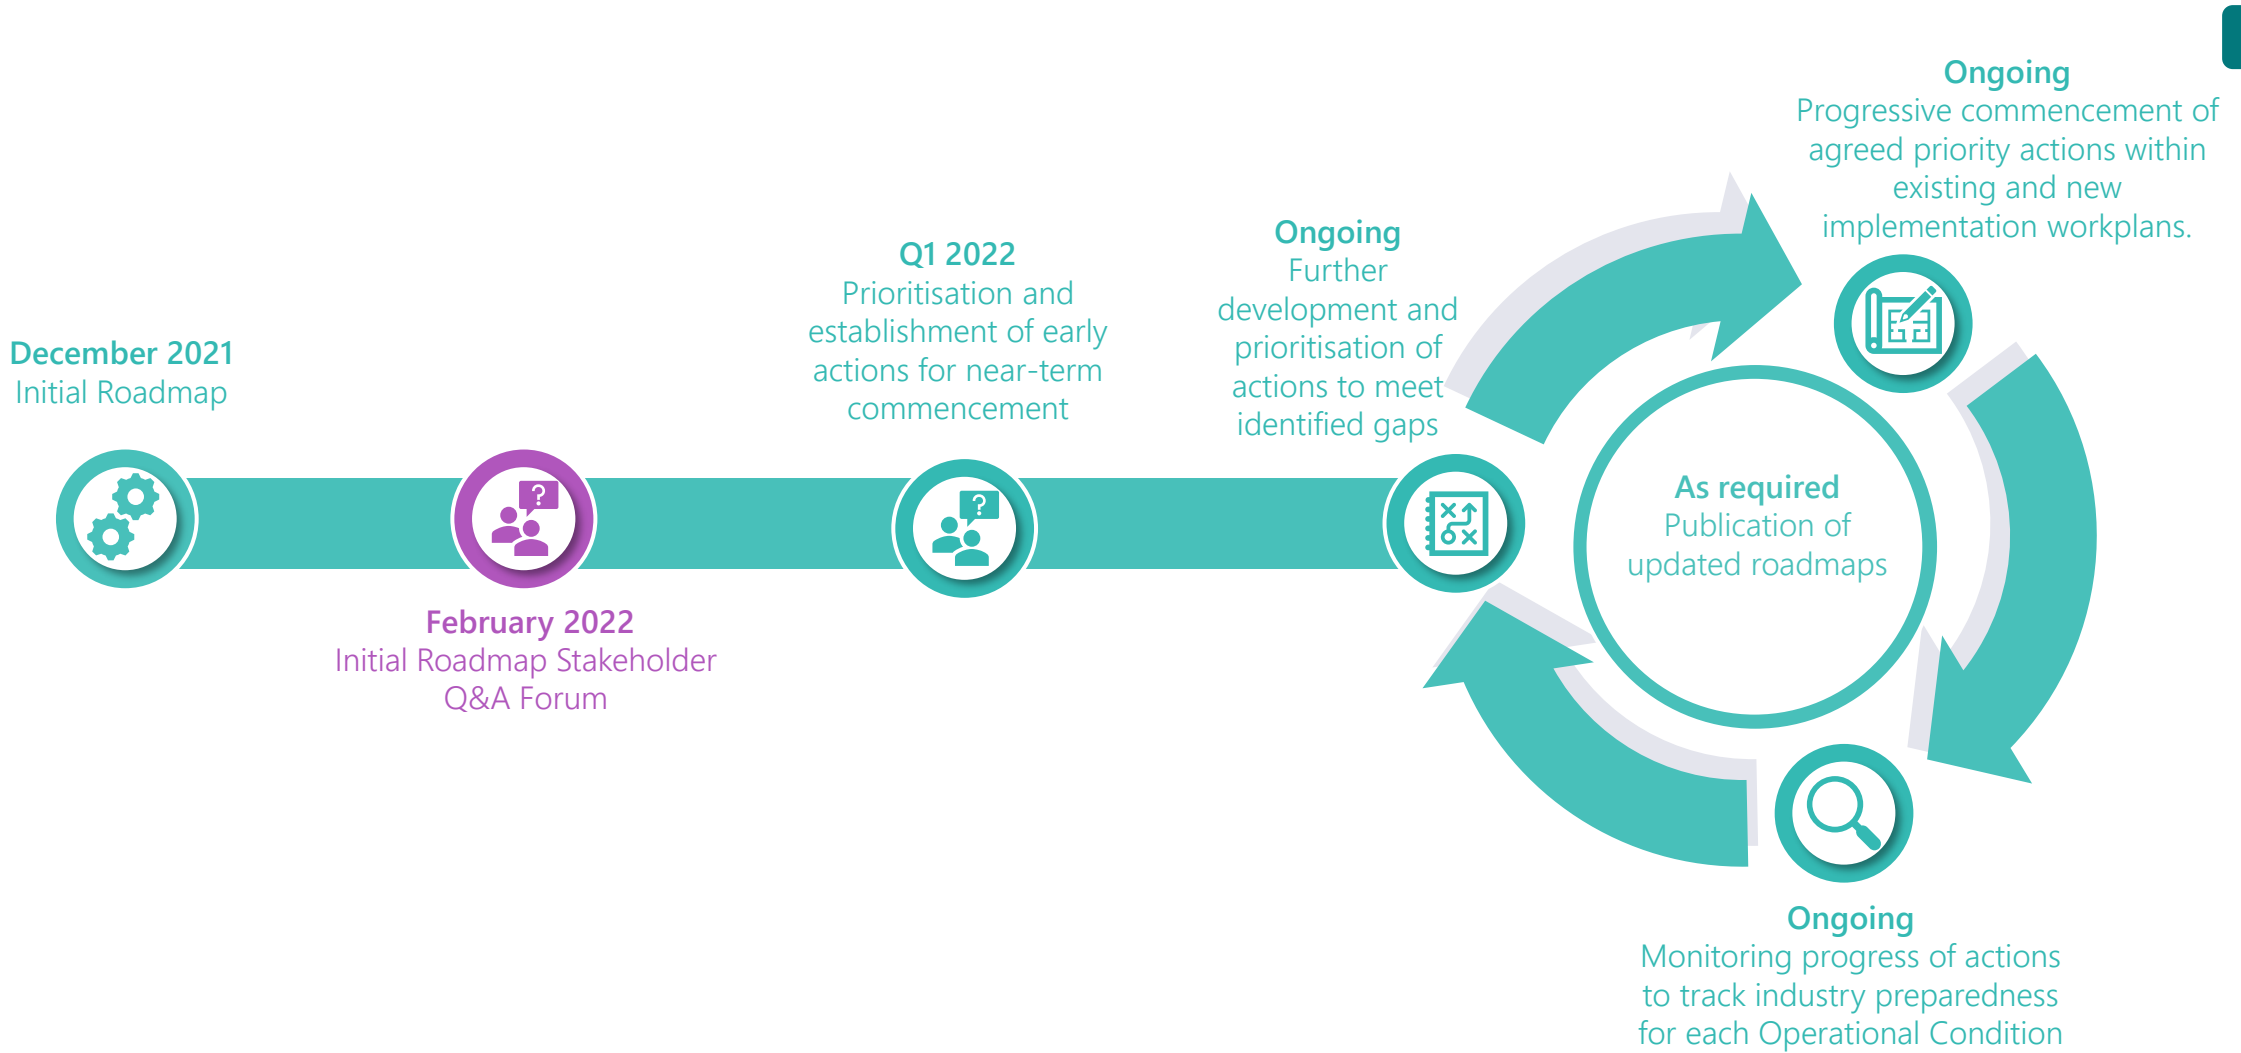 December 2021
Initial Roadmap
February 2022
Initial Roadmap Stakeholder
Q&A Forum
Q1 2022
Prioritisation and
establishment of early
actions for near-term
commencement
Ongoing
Further
development and
prioritisation of
actions to meet
identified gaps
Ongoing
Progressive commencement of
agreed priority actions within
existing and new
implementation workplans.
As required
Publication of
updated roadmaps
Ongoing
Monitoring progress of actions
to track industry preparedness
for each Operational Condition